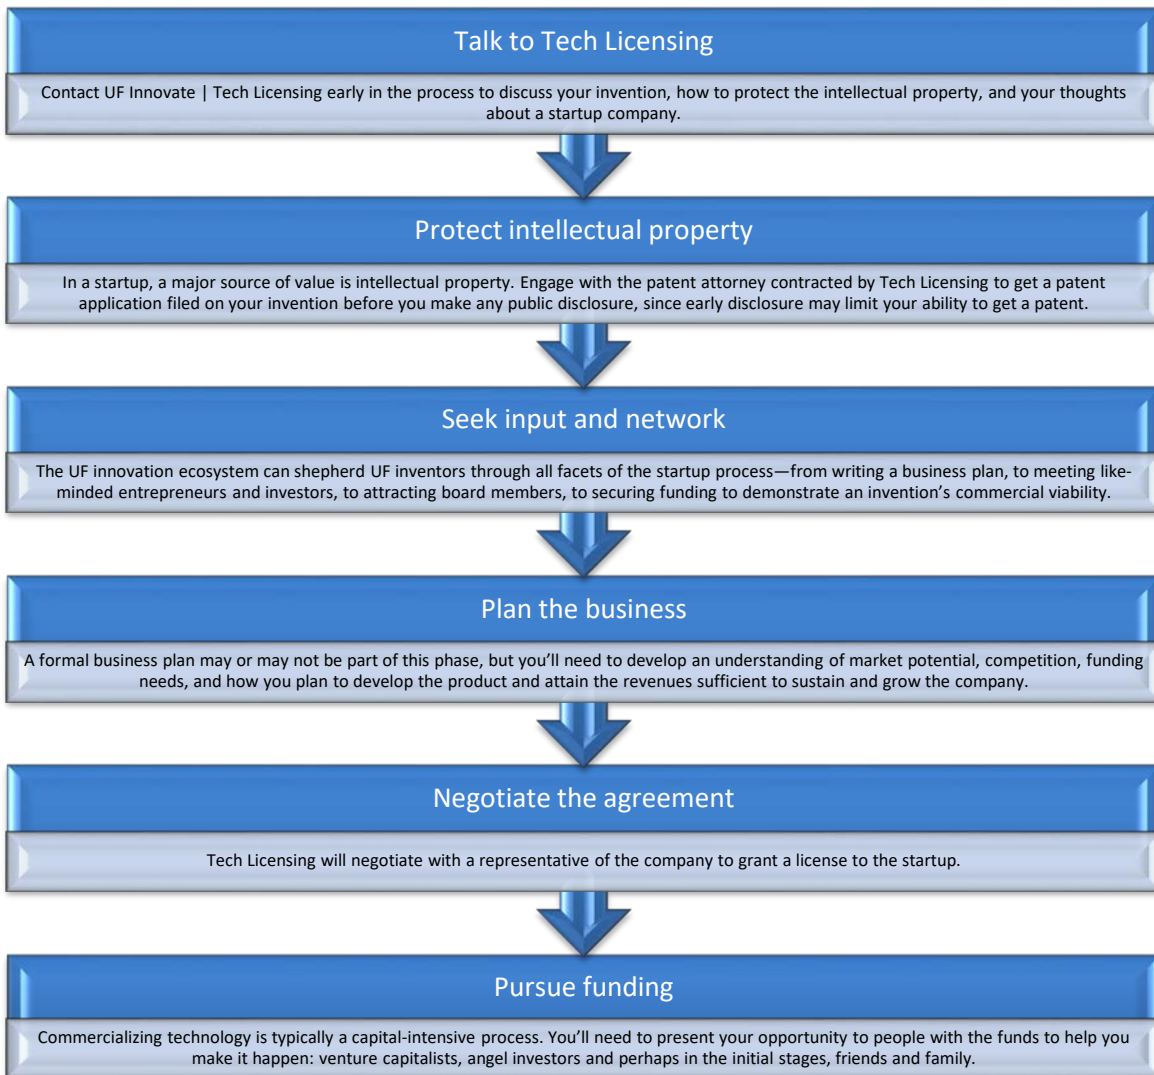 Talk to Tech Licensing
Contact UF Innovate | Tech Licensing early in the process to discuss your invention, how to protect the intellectual property, and your thoughts
about a startup company.
Protect intellectual property
In a startup, a major source of value is intellectual property. Engage with the patent attorney contracted by Tech Licensing to get a patent
application filed on your invention before you make any public disclosure, since early disclosure may limit your ability to get a patent.
Seek input and network
The UF innovation ecosystem can shepherd UF inventors through all facets of the startup process—from writing a business plan, to meeting like-
minded entrepreneurs and investors, to attracting board members, to securing funding to demonstrate an invention’s commercial viability.
Plan the business
A formal business plan may or may not be part of this phase, but you’ll need to develop an understanding of market potential, competition, funding
needs, and how you plan to develop the product and attain the revenues sufficient to sustain and grow the company.
Negotiate the agreement
Tech Licensing will negotiate with a representative of the company to grant a license to the startup.
Pursue funding
Commercializing technology is typically a capital-intensive process. You’ll need to present your opportunity to people with the funds to help you
make it happen: venture capitalists, angel investors and perhaps in the initial stages, friends and family.